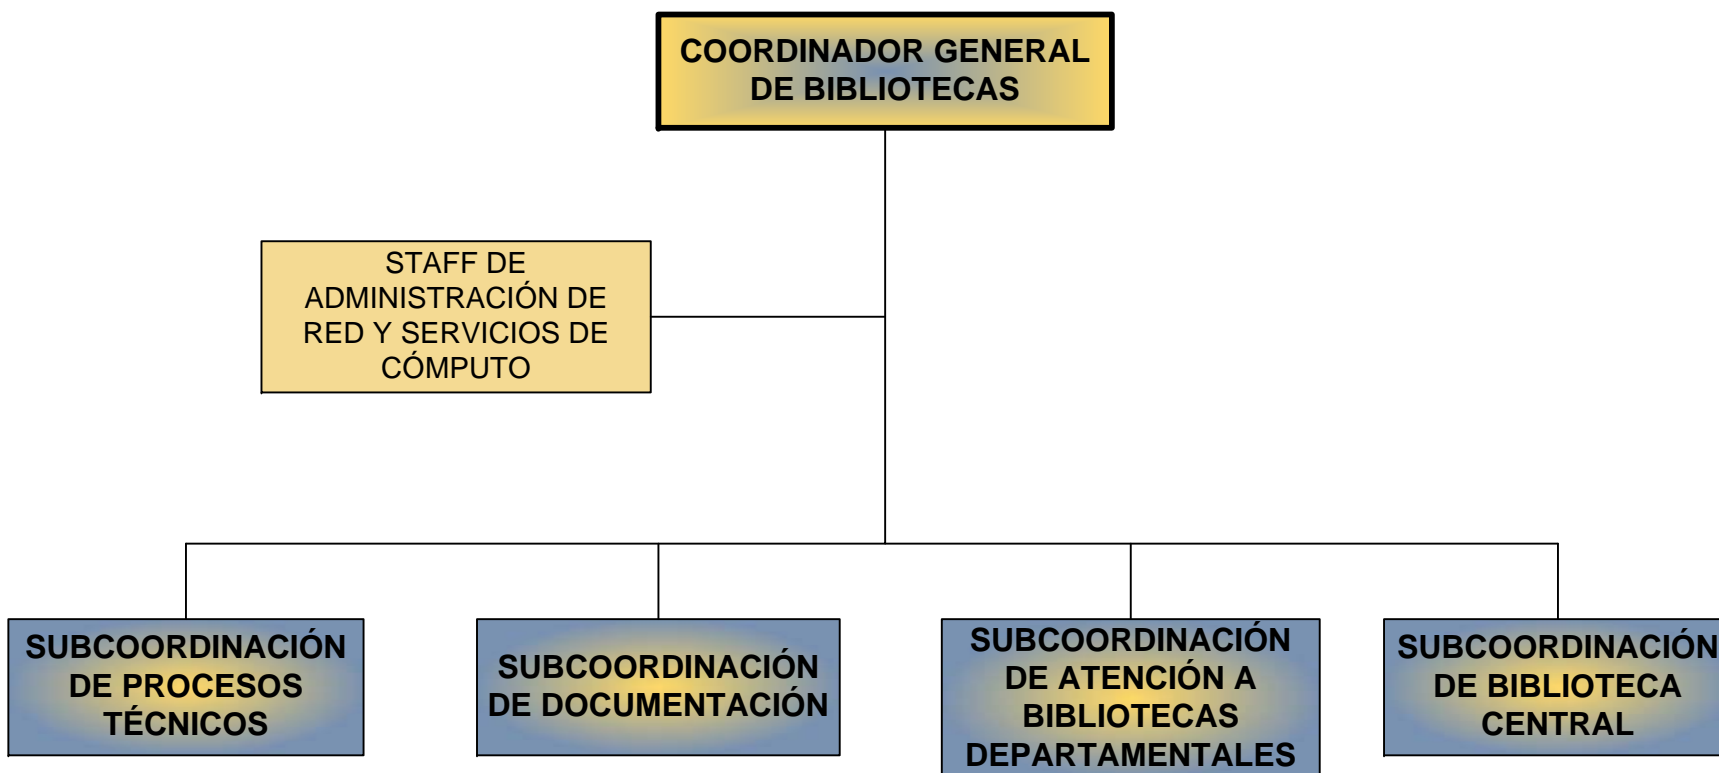 COORDINADOR GENERAL
DE BIBLIOTECAS
STAFF DE
ADMINISTRACIÓN DE
RED Y SERVICIOS DE
CÓMPUTO
SUBCOORDINACIÓN
DE PROCESOS
TÉCNICOS
SUBCOORDINACIÓN
DE DOCUMENTACIÓN
SUBCOORDINACIÓN
DE ATENCIÓN A
BIBLIOTECAS
DEPARTAMENTALES
SUBCOORDINACIÓN
DE BIBLIOTECA
CENTRAL